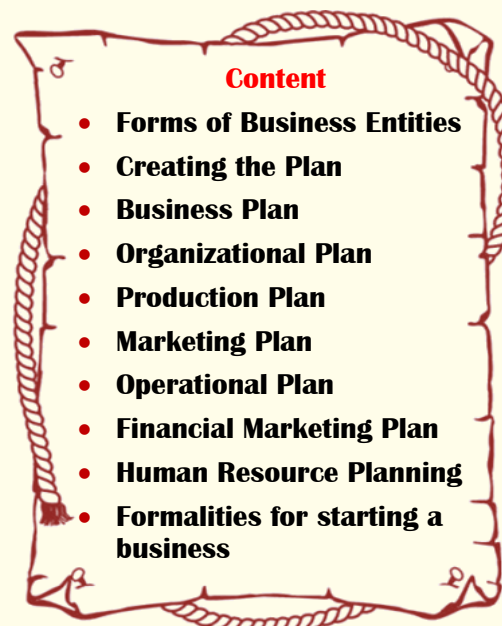 Content
• Forms of Business Entities
• Creating the Plan
• Business Plan
• Organizational Plan
• Production Plan
• Marketing Plan
• Operational Plan
• Financial Marketing Plan
• Human Resource Planning
• Formalities for starting a
business